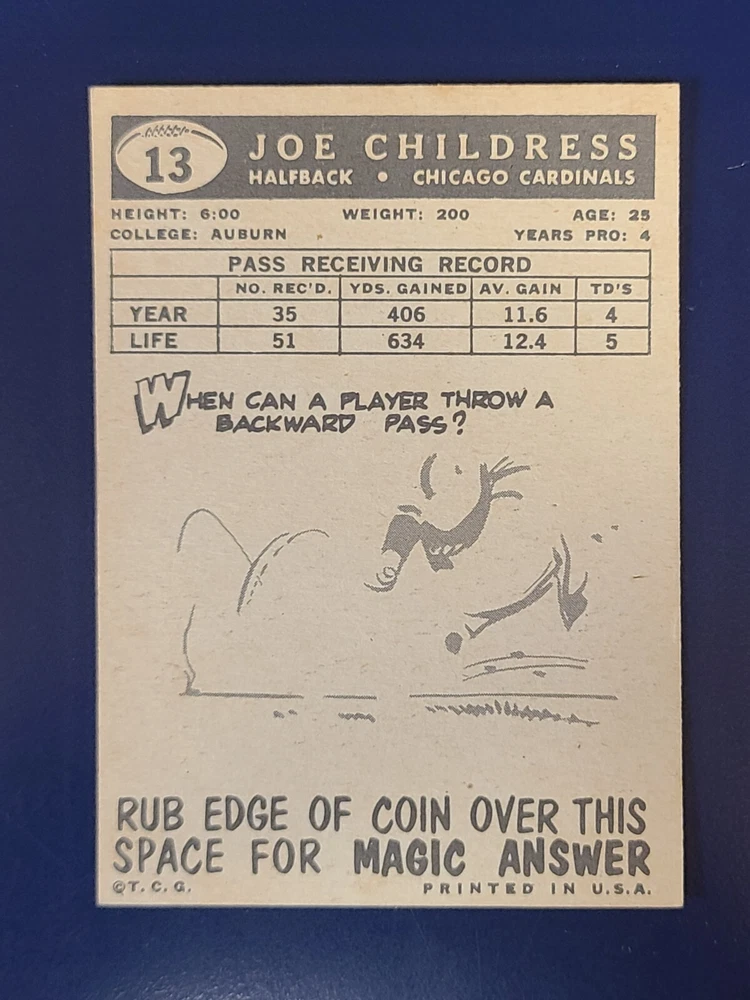 13
JOE CHILDRESS
HALFBACK • CHICAGO CARDINALS
HEIGHT: 6:00 WEIGHT: 200 AGE: 25
COLLEGE: AUBURN YEARS PRO: 4
PASS RECEIVING RECORD
NO. REC'D. YDS. GAINED AV. GAIN TD'S
YEAR 35 406 11.6 4
LIFE 51 634 12.4 5
WHEN CAN A PLAYER THROW A
BACKWARD PASS?
RUB EDGE OF COIN OVER THIS
SPACE FOR MAGIC ANSWER
©T.C.G. PRINTED IN U.S.A.